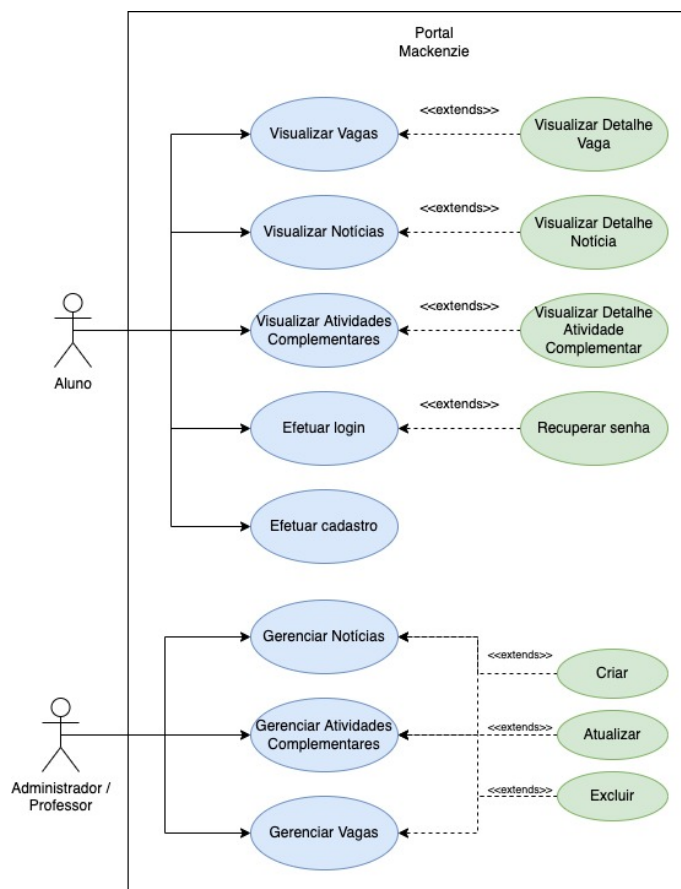 Portal
Mackenzie
<<extends>>
Visualizar Vagas
Visualizar Detalhe
Vaga
<<extends>>
Visualizar Notícias
Visualizar Detalhe
Notícia
<<extends>>
Visualizar Atividades
Complementares
Visualizar Detalhe
Atividade
Complementar
Aluno
<<extends>>
Efetuar login
Recuperar senha
Efetuar cadastro
Gerenciar Notícias
<<extends>>
Criar
Gerenciar Atividades
Complementares
<<extends>>
Atualizar
Administrador /
Professor
<<extends>>
Excluir
Gerenciar Vagas